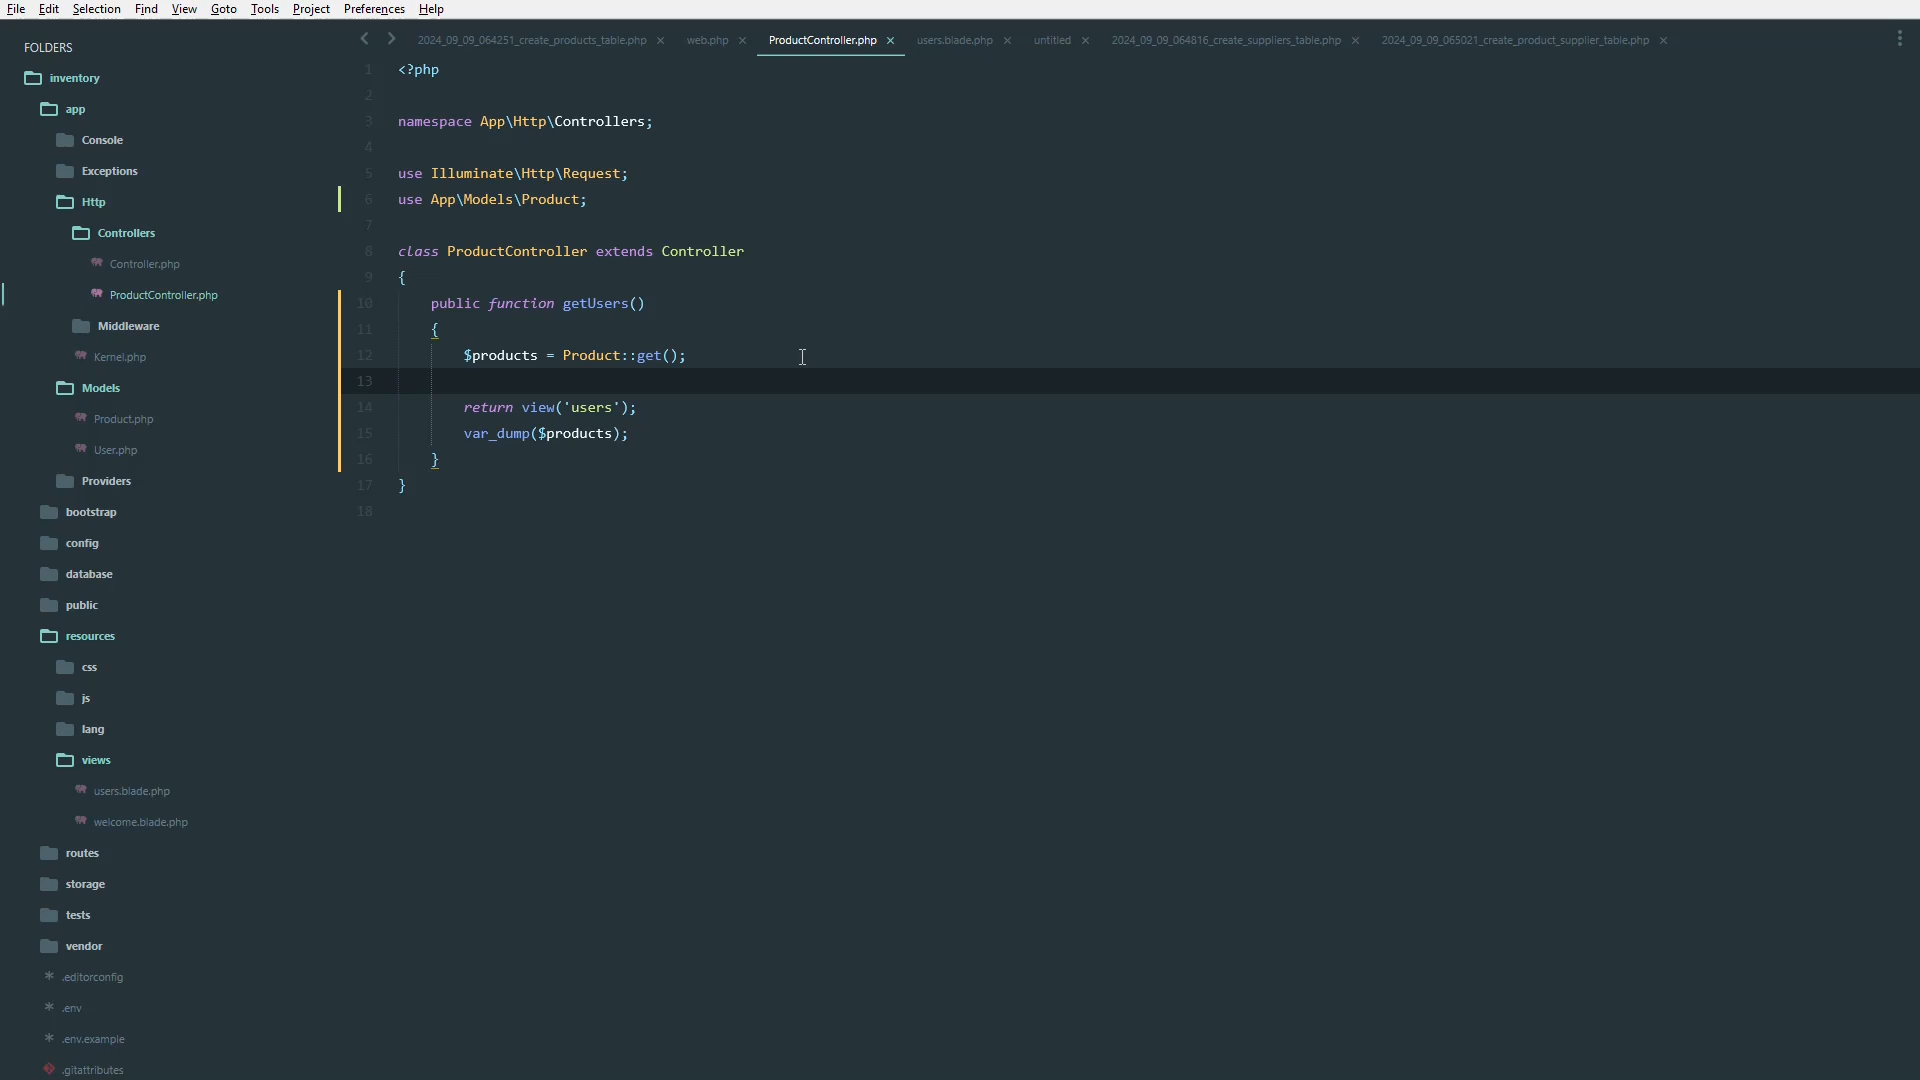 File Edit Selection Find View Goto Tools Project Preferences Help
FOLDERS
inventory
app
Console
Exceptions
Http
Controllers
Controller.php
ProductController.php
Middleware
Kernel.php
Models
Product.php
User.php
Providers
bootstrap
config
database
public
resources
css
js
lang
views
users.blade.php
welcome.blade.php
routes
storage
tests
vendor
.editorconfig
.env
.env.example
.gitattributes
2024_09_09_064251_create_products_table.php web.php ProductController.php users.blade.php untitled 2024_09_09_064816_create_suppliers_table.php 2024_09_09_065021_create_product_supplier_table.php
1 <?php
2
3 namespace App\Http\Controllers;
4
5 use Illuminate\Http\Request;
6 use App\Models\Product;
7
8 class ProductController extends Controller
9 {
10 public function getUsers()
11 {
12 $products = Product::get();
13
14 return view('users');
15 var_dump($products);
16 }
17 }
18